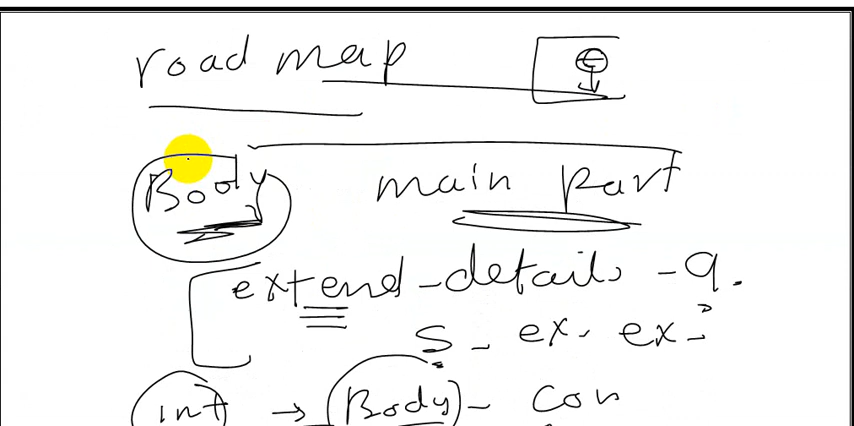 road map
Body main part
extend - details - q.
s - ex. ex -
int → Body - con